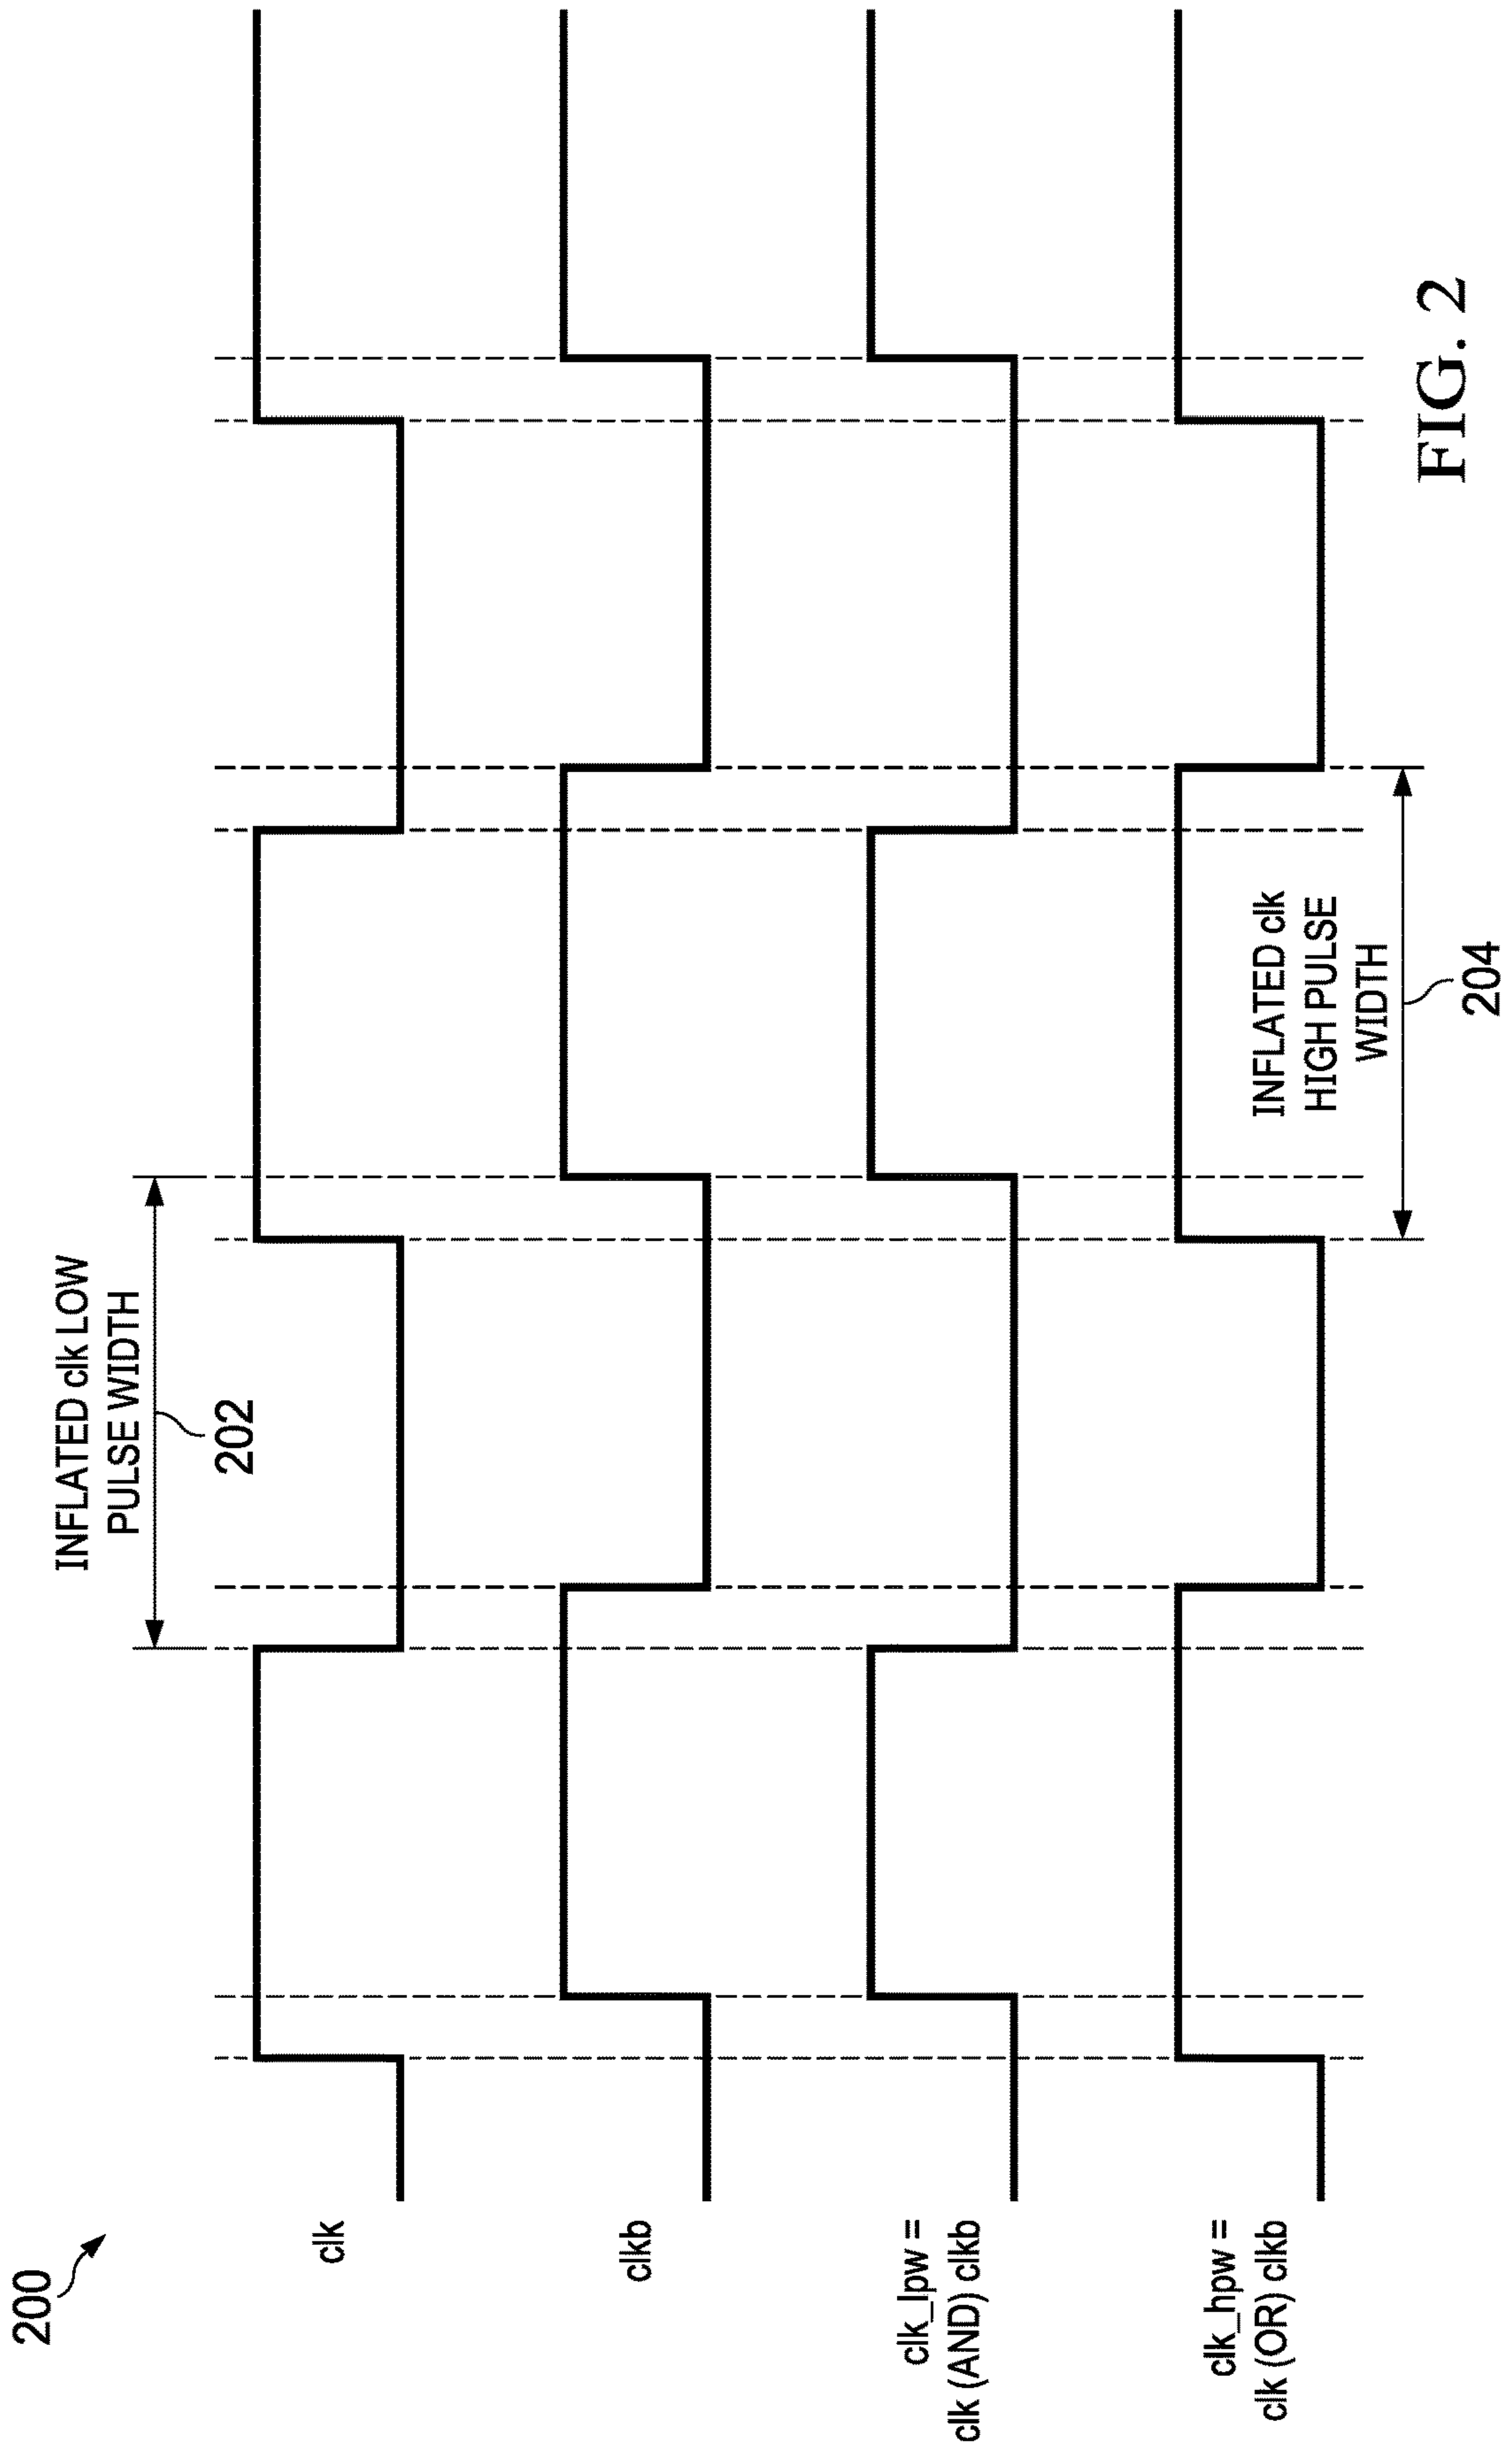 200
INFLATED clk LOW
PULSE WIDTH
202
clk
clkb
clk_lpw =
clk (AND) clkb
clk_hpw =
clk (OR) clkb
INFLATED clk
HIGH PULSE
WIDTH
204
FIG. 2